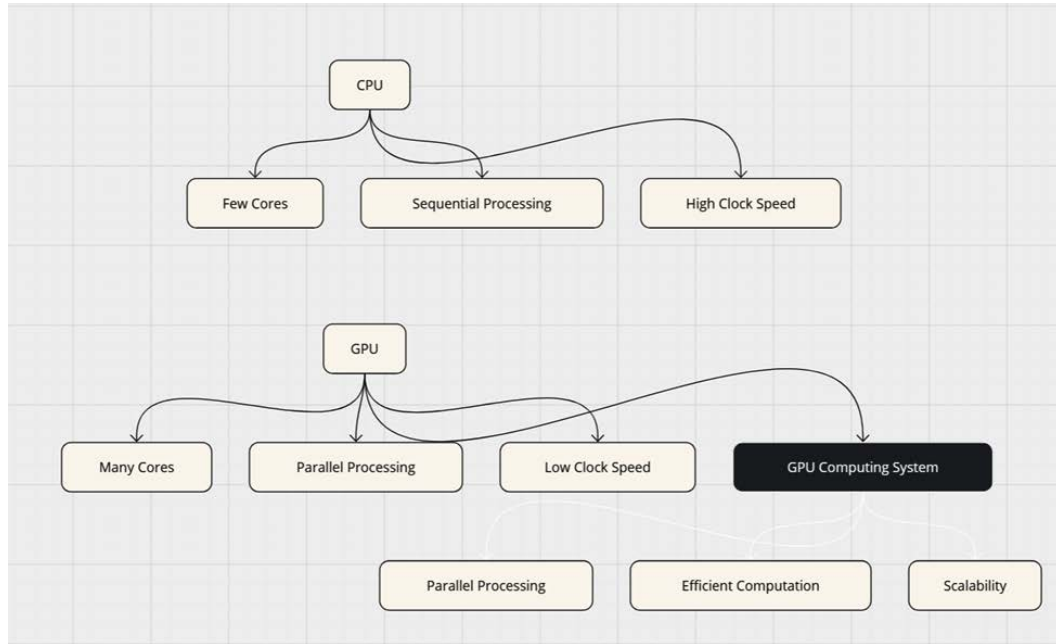 CPU
Few Cores
Sequential Processing
High Clock Speed
GPU
Many Cores
Parallel Processing
Low Clock Speed
GPU Computing System
Parallel Processing
Efficient Computation
Scalability